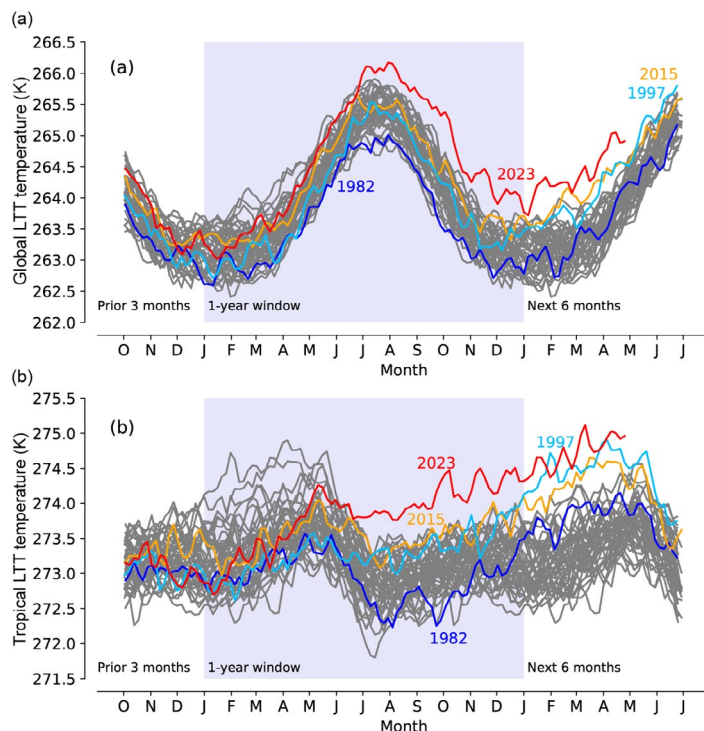 (a)
266.5
266.0
265.5
265.0
264.5
264.0
263.5
263.0
262.5
262.0
Global LTT temperature (K)
(a)
2015
1997
2023
1982
Prior 3 months 1-year window Next 6 months
O N D J F M A M J J A S O N D J F M A M J J
Month
(b)
275.5
275.0
274.5
274.0
273.5
273.0
272.5
272.0
271.5
Tropical LTT temperature (K)
(b)
1997
2023
2015
1982
Prior 3 months 1-year window Next 6 months
O N D J F M A M J J A S O N D J F M A M J J
Month